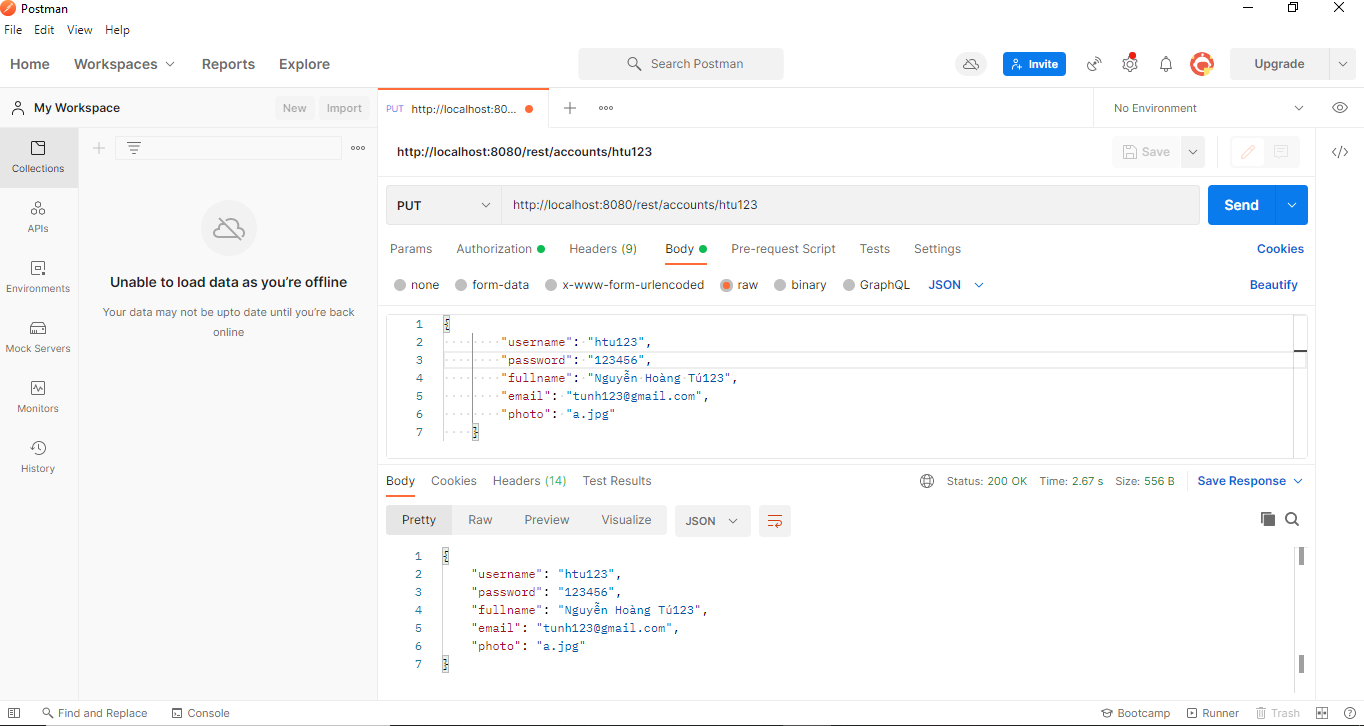 Postman
File Edit View Help
Home Workspaces Reports Explore Search Postman Invite Upgrade
My Workspace New Import PUT http://localhost:80... No Environment
Collections
APIs
Environments
Mock Servers
Monitors
History
Unable to load data as you're offline
Your data may not be upto date until you're back
online
http://localhost:8080/rest/accounts/htu123 Save
PUT http://localhost:8080/rest/accounts/htu123 Send
Params Authorization Headers (9) Body Pre-request Script Tests Settings Cookies
none form-data x-www-form-urlencoded raw binary GraphQL JSON Beautify
1 {
2 "username": "htu123",
3 "password": "123456",
4 "fullname": "Nguyễn Hoàng Tú123",
5 "email": "tunh123@gmail.com",
6 "photo": "a.jpg"
7 }
Body Cookies Headers (14) Test Results Status: 200 OK Time: 2.67 s Size: 556 B Save Response
Pretty Raw Preview Visualize JSON
1 {
2 "username": "htu123",
3 "password": "123456",
4 "fullname": "Nguyễn Hoàng Tú123",
5 "email": "tunh123@gmail.com",
6 "photo": "a.jpg"
7 }
Find and Replace Console Bootcamp Runner Trash